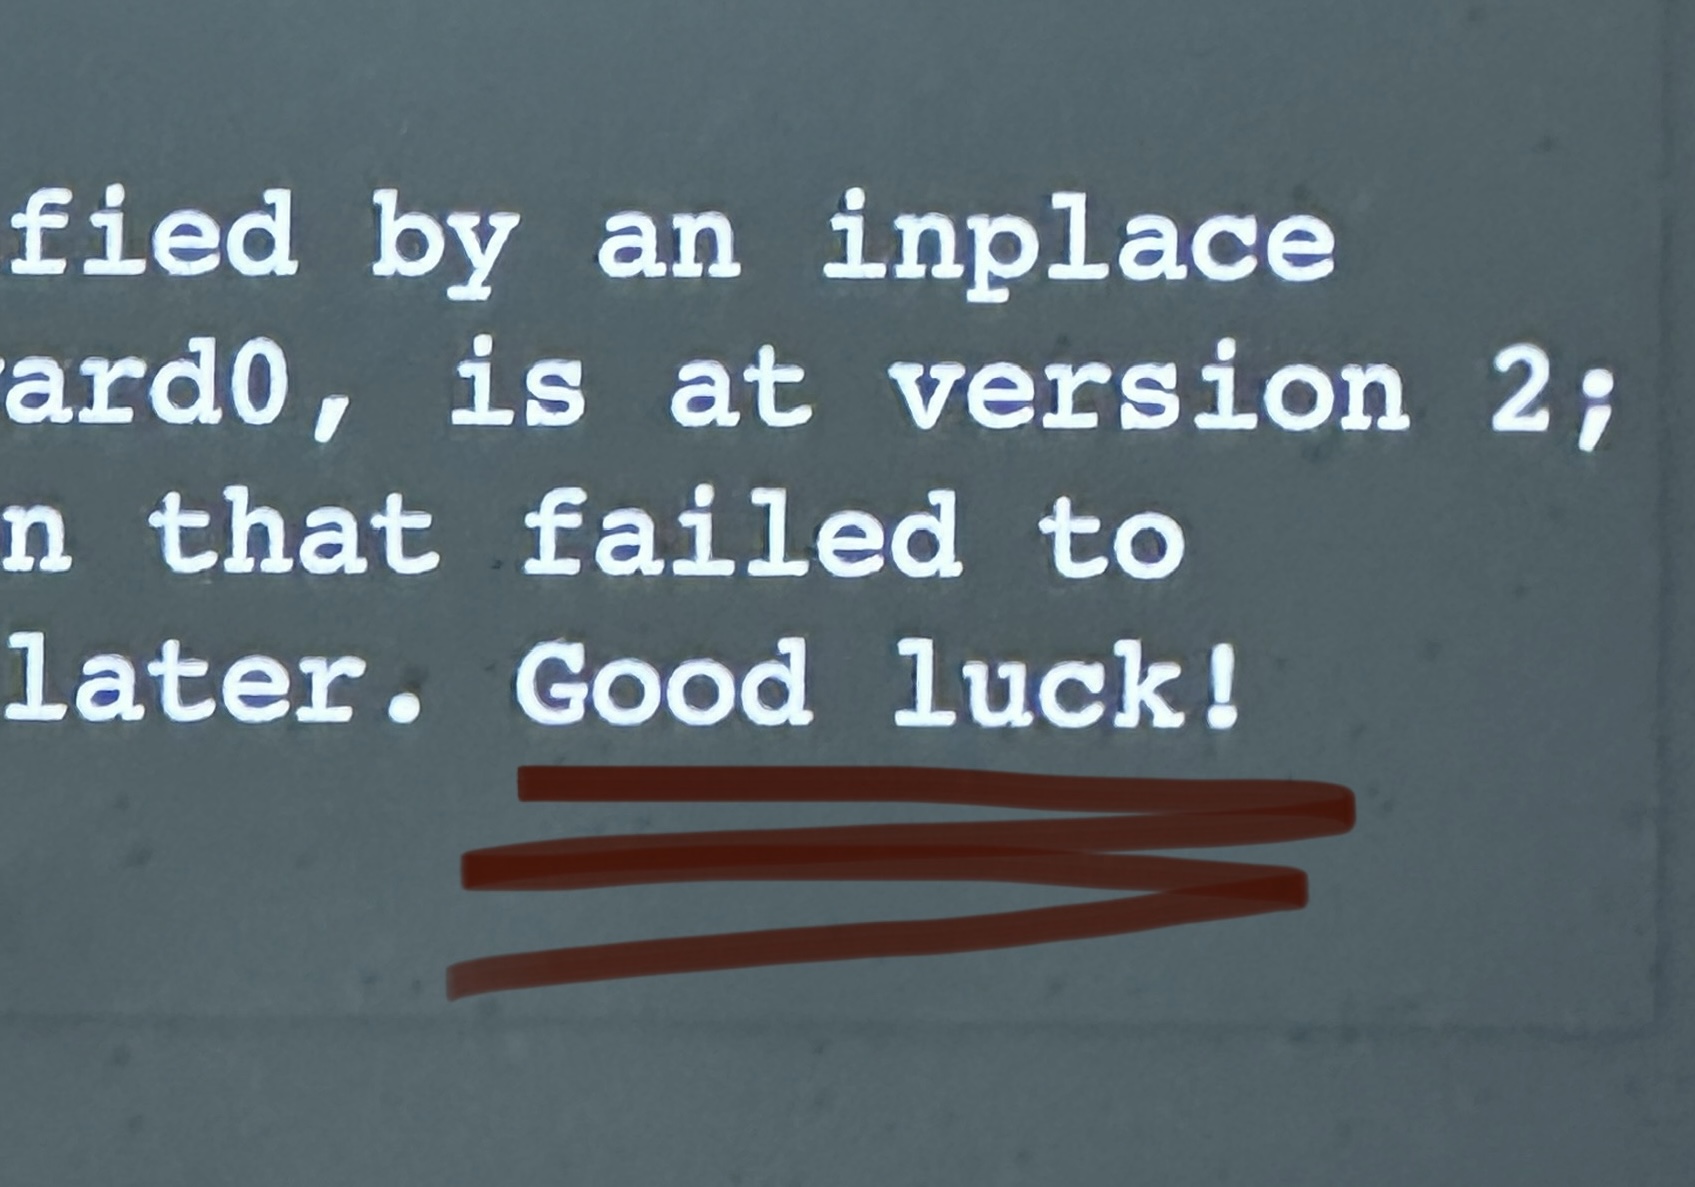 fied by an inplace
ard0, is at version 2;
n that failed to
later. Good luck!